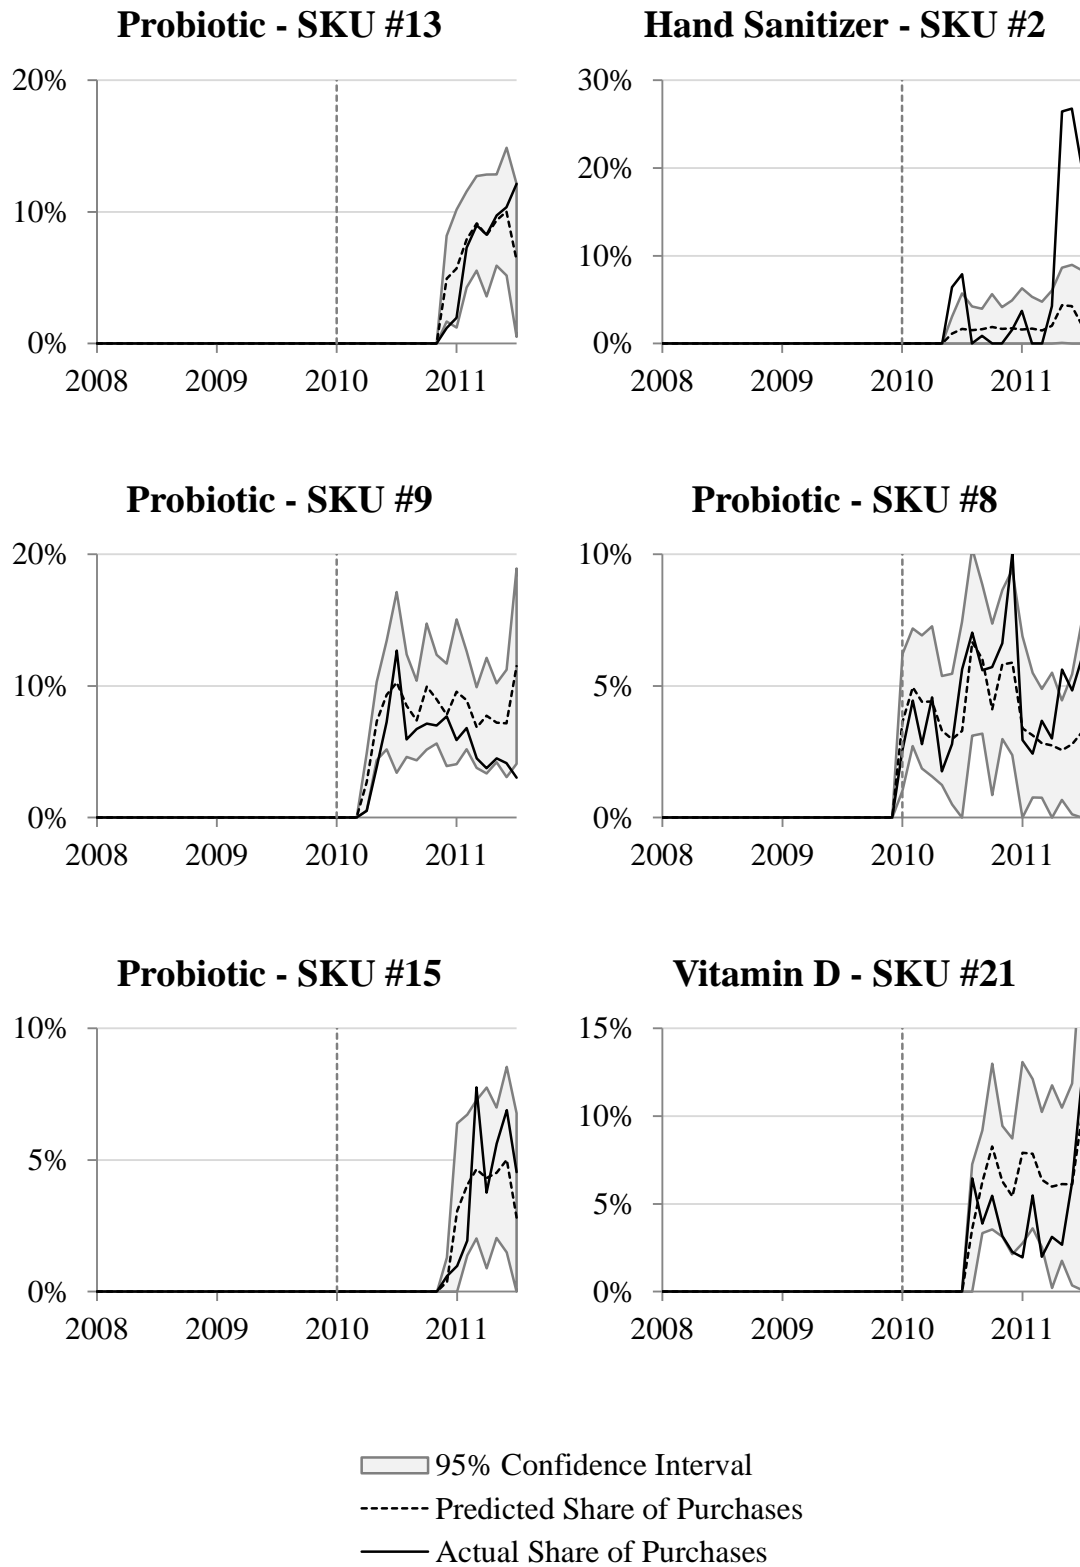 Probiotic - SKU #13
20%
10%
0%
2008 2009 2010 2011
Hand Sanitizer - SKU #2
30%
20%
10%
0%
2008 2009 2010 2011
Probiotic - SKU #9
20%
10%
0%
2008 2009 2010 2011
Probiotic - SKU #8
10%
5%
0%
2008 2009 2010 2011
Probiotic - SKU #15
10%
5%
0%
2008 2009 2010 2011
Vitamin D - SKU #21
15%
10%
5%
0%
2008 2009 2010 2011
95% Confidence Interval
Predicted Share of Purchases
Actual Share of Purchases